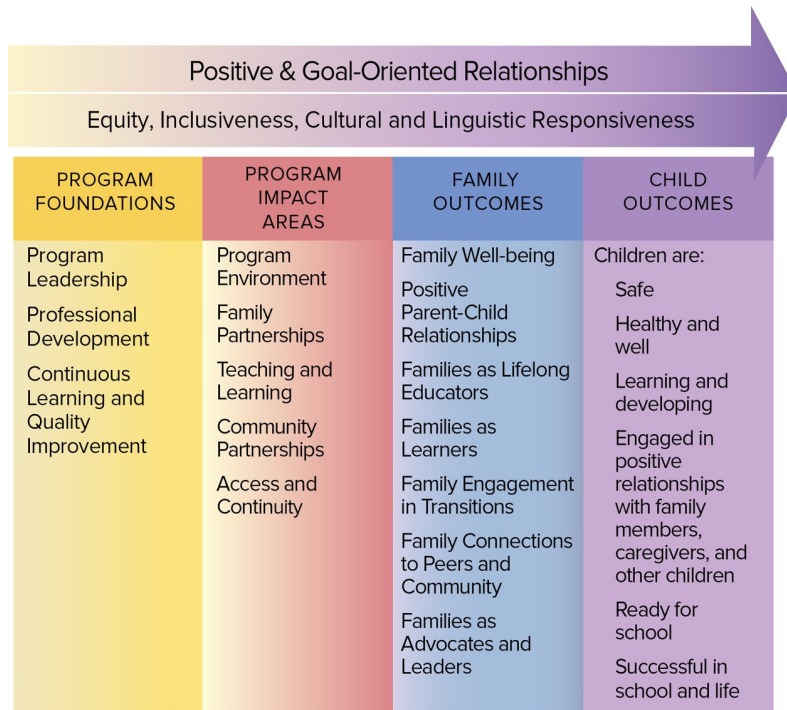 Positive & Goal-Oriented Relationships
Equity, Inclusiveness, Cultural and Linguistic Responsiveness
PROGRAM
FOUNDATIONS
Program
Leadership
Professional
Development
Continuous
Learning and
Quality
Improvement
PROGRAM
IMPACT
AREAS
Program
Environment
Family
Partnerships
Teaching and
Learning
Community
Partnerships
Access and
Continuity
FAMILY
OUTCOMES
Family Well-being
Positive
Parent-Child
Relationships
Families as Lifelong
Educators
Families as
Learners
Family Engagement
in Transitions
Family Connections
to Peers and
Community
Families as
Advocates and
Leaders
CHILD
OUTCOMES
Children are:
Safe
Healthy and
well
Learning and
developing
Engaged in
positive
relationships
with family
members,
caregivers, and
other children
Ready for
school
Successful in
school and life